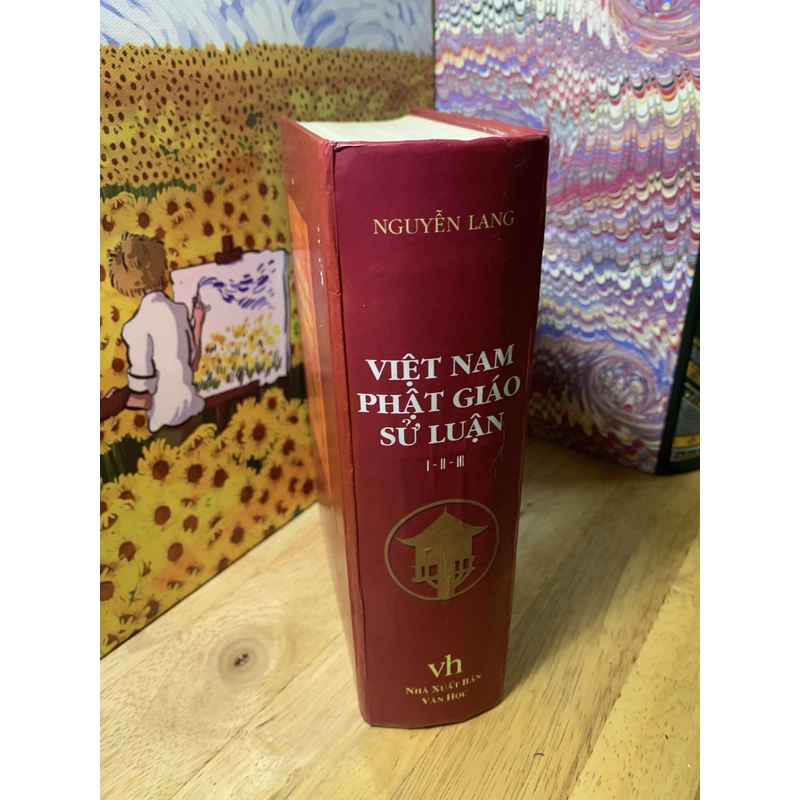 NGUYỄN LANG
VIỆT NAM
PHẬT GIÁO
SỬ LUẬN
I - II - III
vh
NHÀ XUẤT BẢN
VĂN HỌC